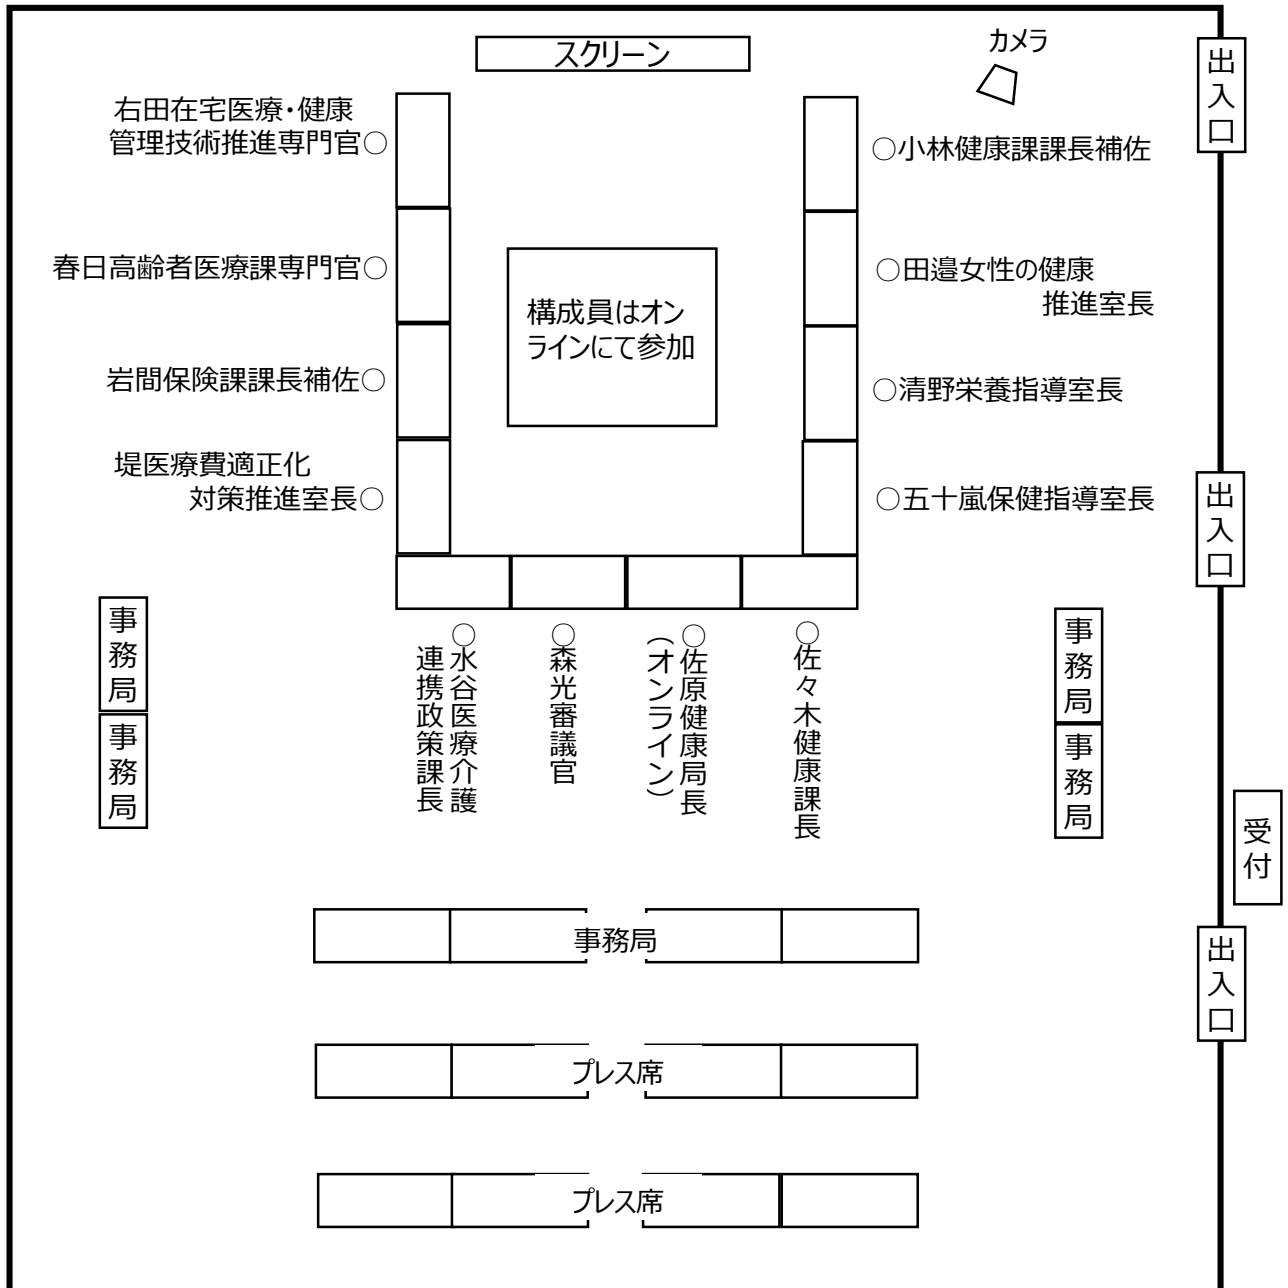 スクリーン
カメラ
出入口
右田在宅医療・健康
管理技術推進専門官○
○小林健康課課長補佐
春日高齢者医療課専門官○
○田邉女性の健康
推進室長
構成員はオン
ラインにて参加
岩間保険課課長補佐○
○清野栄養指導室長
堤医療費適正化
対策推進室長○
○五十嵐保健指導室長
出入口
事務局
事務局
○水谷医療介護
連携政策課長
○森光審議官
○佐原健康局長
（オンライン）
○佐々木健康課長
事務局
事務局
受付
事務局
出入口
プレス席
プレス席